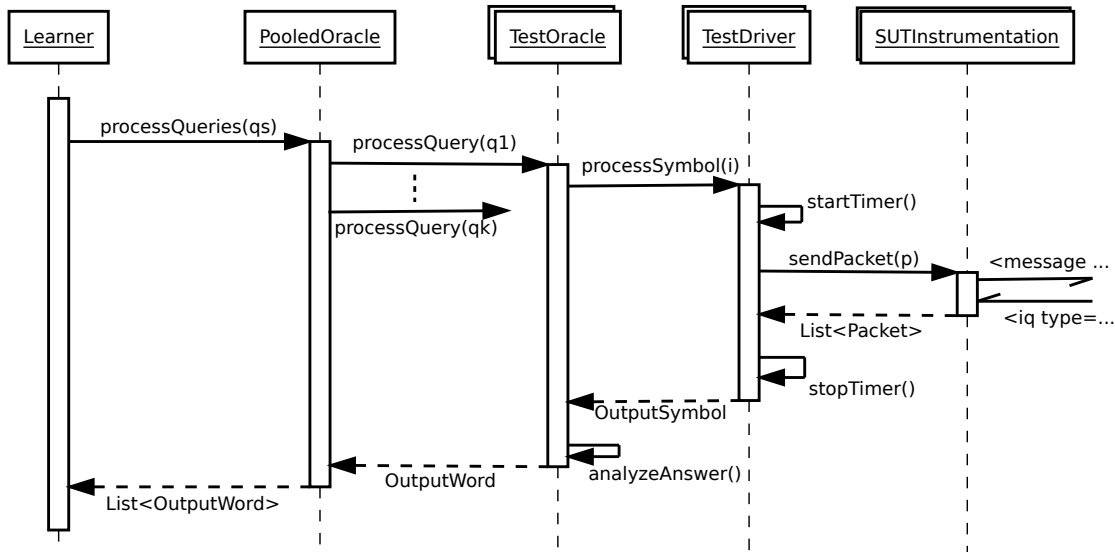 Learner
PooledOracle
TestOracle
TestDriver
SUTInstrumentation
processQueries(qs)
processQuery(q1)
processSymbol(i)
startTimer()
processQuery(qk)
sendPacket(p)
<message ...
<iq type=...
List<Packet>
stopTimer()
OutputSymbol
analyzeAnswer()
OutputWord
List<OutputWord>